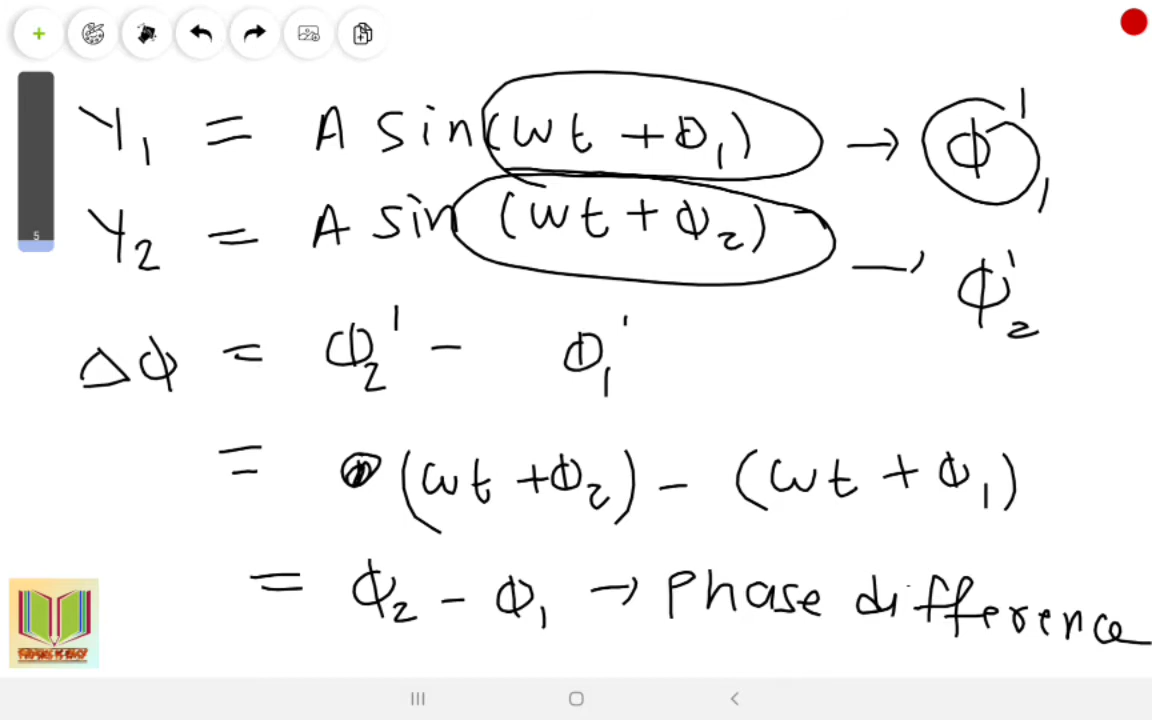 5
Y₁ = A sin(ωt + Φ₁) → Φ'₁
Y₂ = A sin (ωt + Φ₂) → Φ'₂
ΔΦ = Φ₂' - Φ₁'
= (ωt + Φ₂) - (ωt + Φ₁)
= Φ₂ - Φ₁ → Phase difference